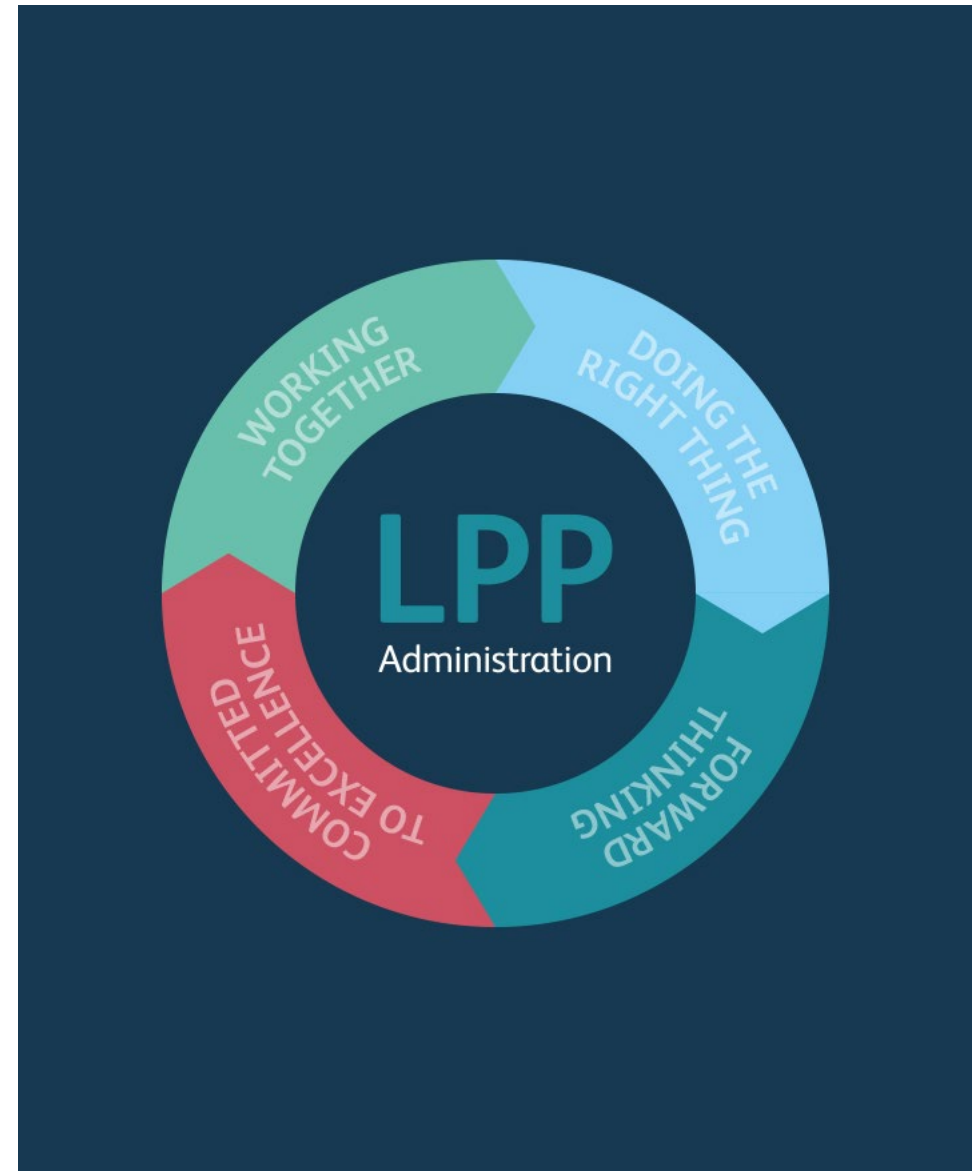 WORKING
TOGETHER
DOING THE
RIGHT THING
FORWARD
THINKING
COMMITTED
TO EXCELLENCE
LPP
Administration